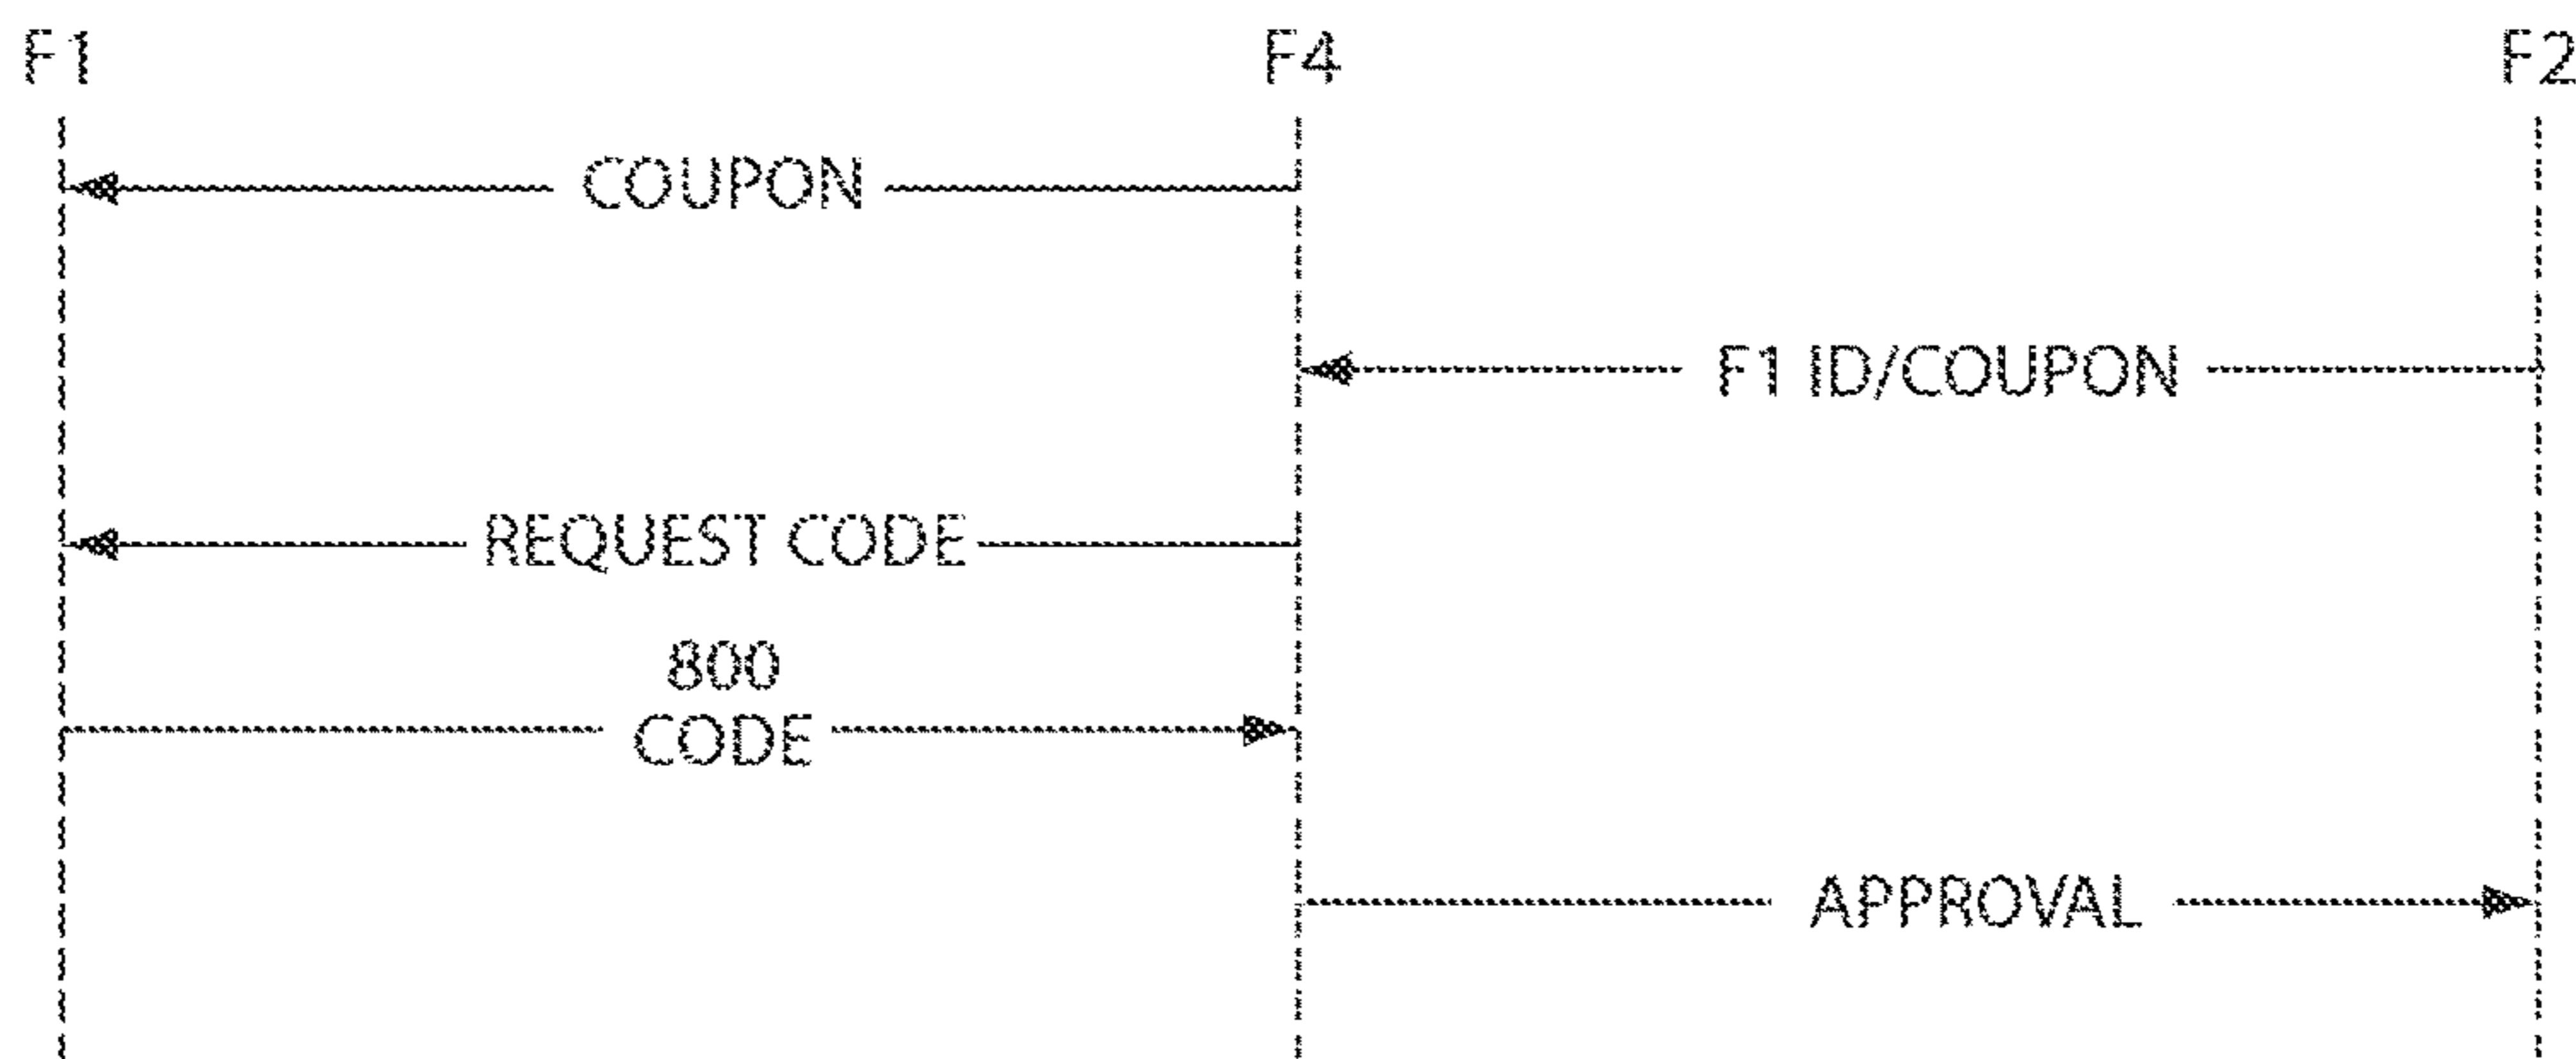 F1 F4 F2
COUPON
F1 ID/COUPON
REQUEST CODE
800
CODE
APPROVAL